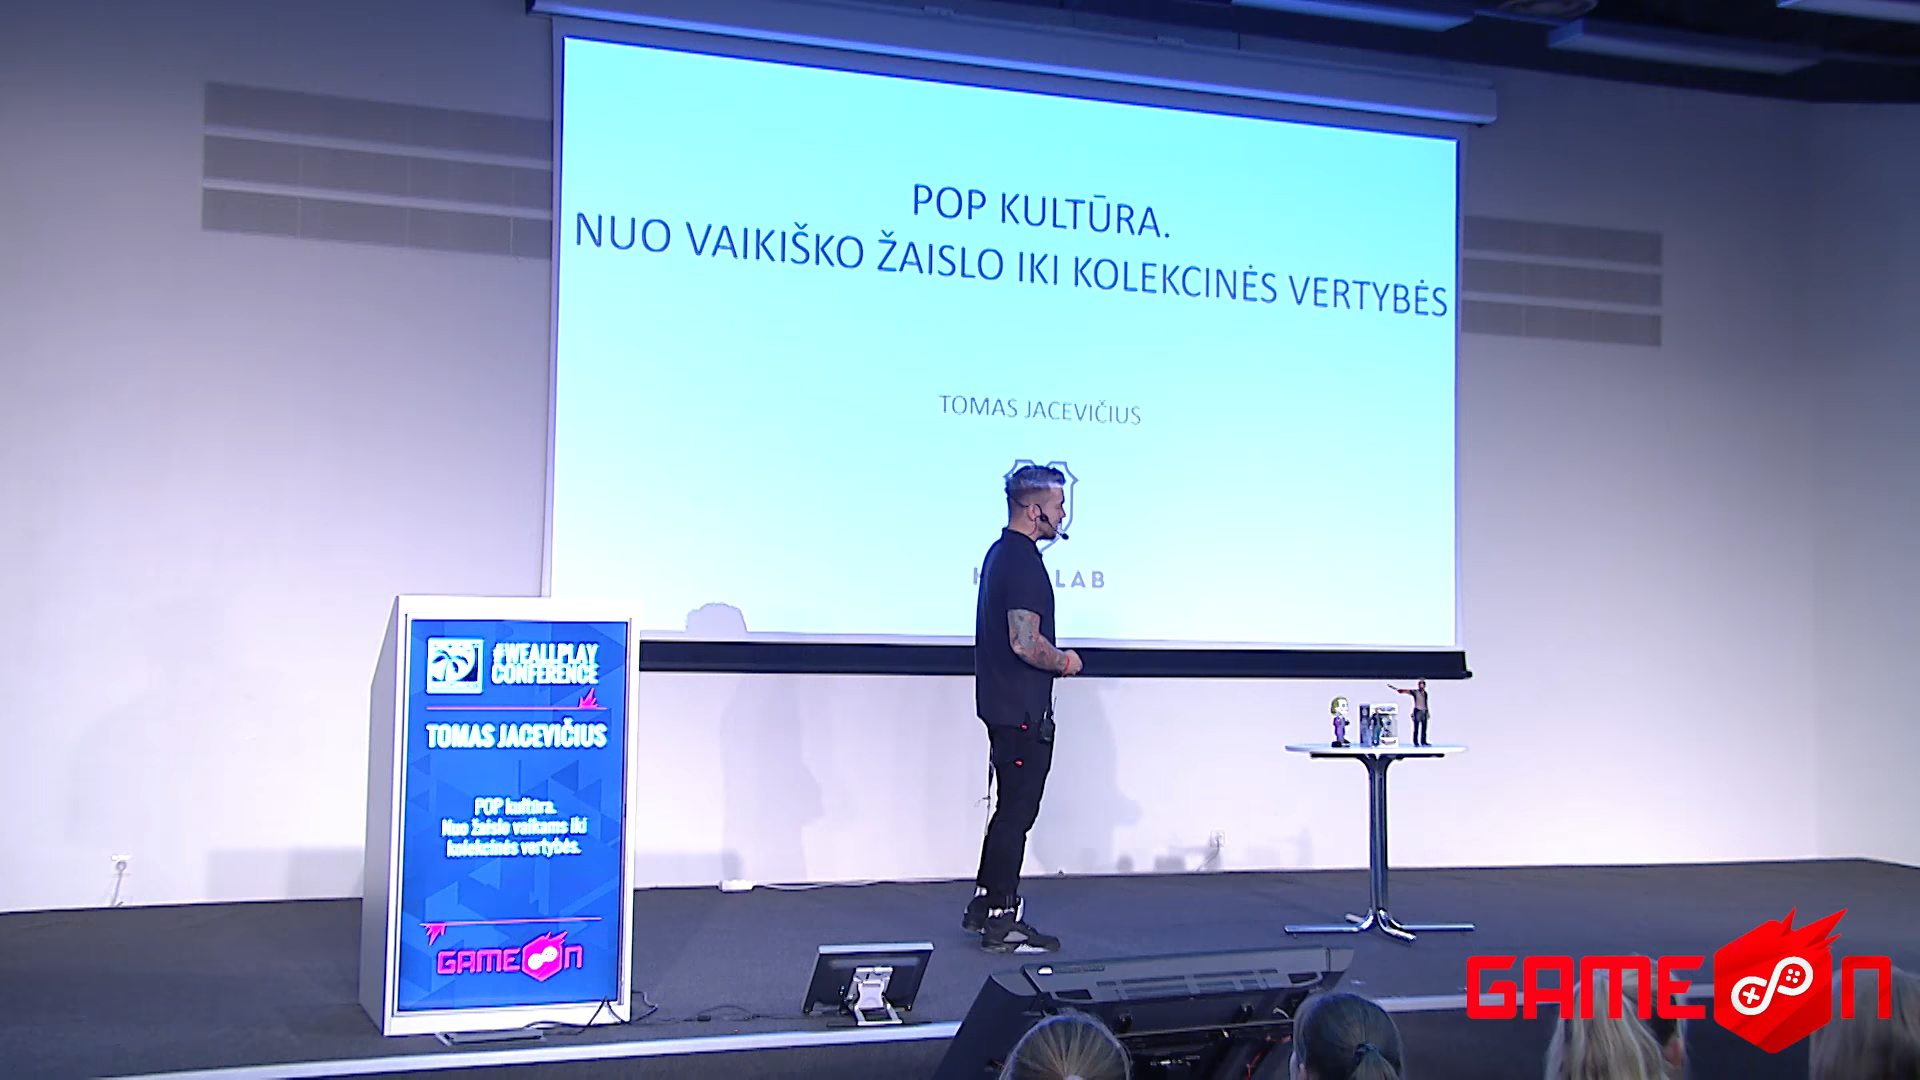 POP KULTŪRA.
NUO VAIKIŠKO ŽAISLO IKI KOLEKCINĖS VERTYBĖS
TOMAS JACEVIČIUS
LAB
#WEALLPLAY
CONFERENCE
TOMAS JACEVIČIUS
POP kultūra.
Nuo žaislo vaikams iki
kolekcinės vertybės.
GAMEON
GAMEON